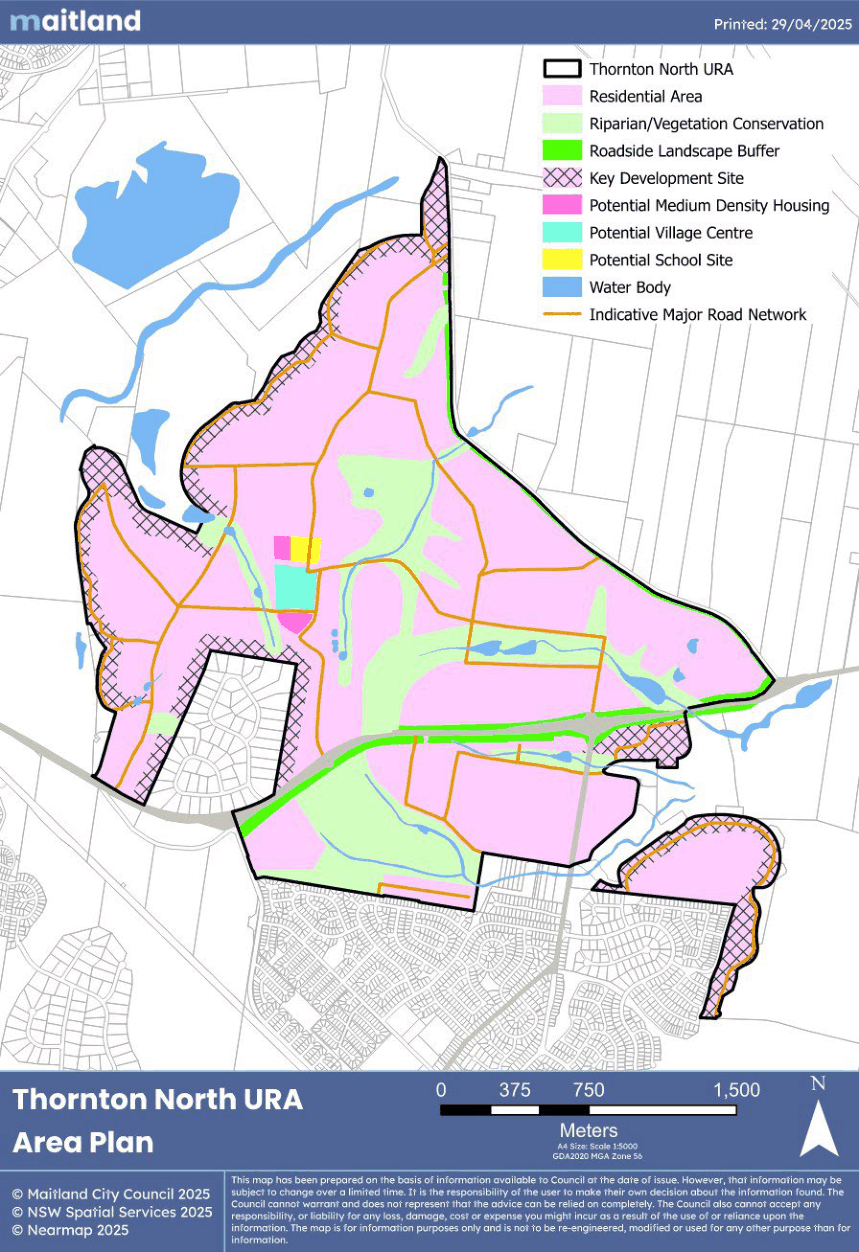 maitland
Printed: 29/04/2025
Thornton North URA
Residential Area
Riparian/Vegetation Conservation
Roadside Landscape Buffer
Key Development Site
Potential Medium Density Housing
Potential Village Centre
Potential School Site
Water Body
Indicative Major Road Network
Thornton North URA
Area Plan
0 375 750 1,500
Meters
A4 Size: Scale 1:5000
GDA2020 MGA Zone 56
N
© Maitland City Council 2025
© NSW Spatial Services 2025
© Nearmap 2025
This map has been prepared on the basis of information available to Council at the date of issue. However, that information may be
subject to change over a limited time. It is the responsibility of the user to make their own decision about the information found. The
Council cannot warrant and does not represent that the advice can be relied on completely. The Council also cannot accept any
responsibility, or liability for any loss, damage, cost or expense you might incur as a result of the use of or reliance upon the
information. The map is for information purposes only and is not to be re-engineered, modified or used for any other purpose than for
information.